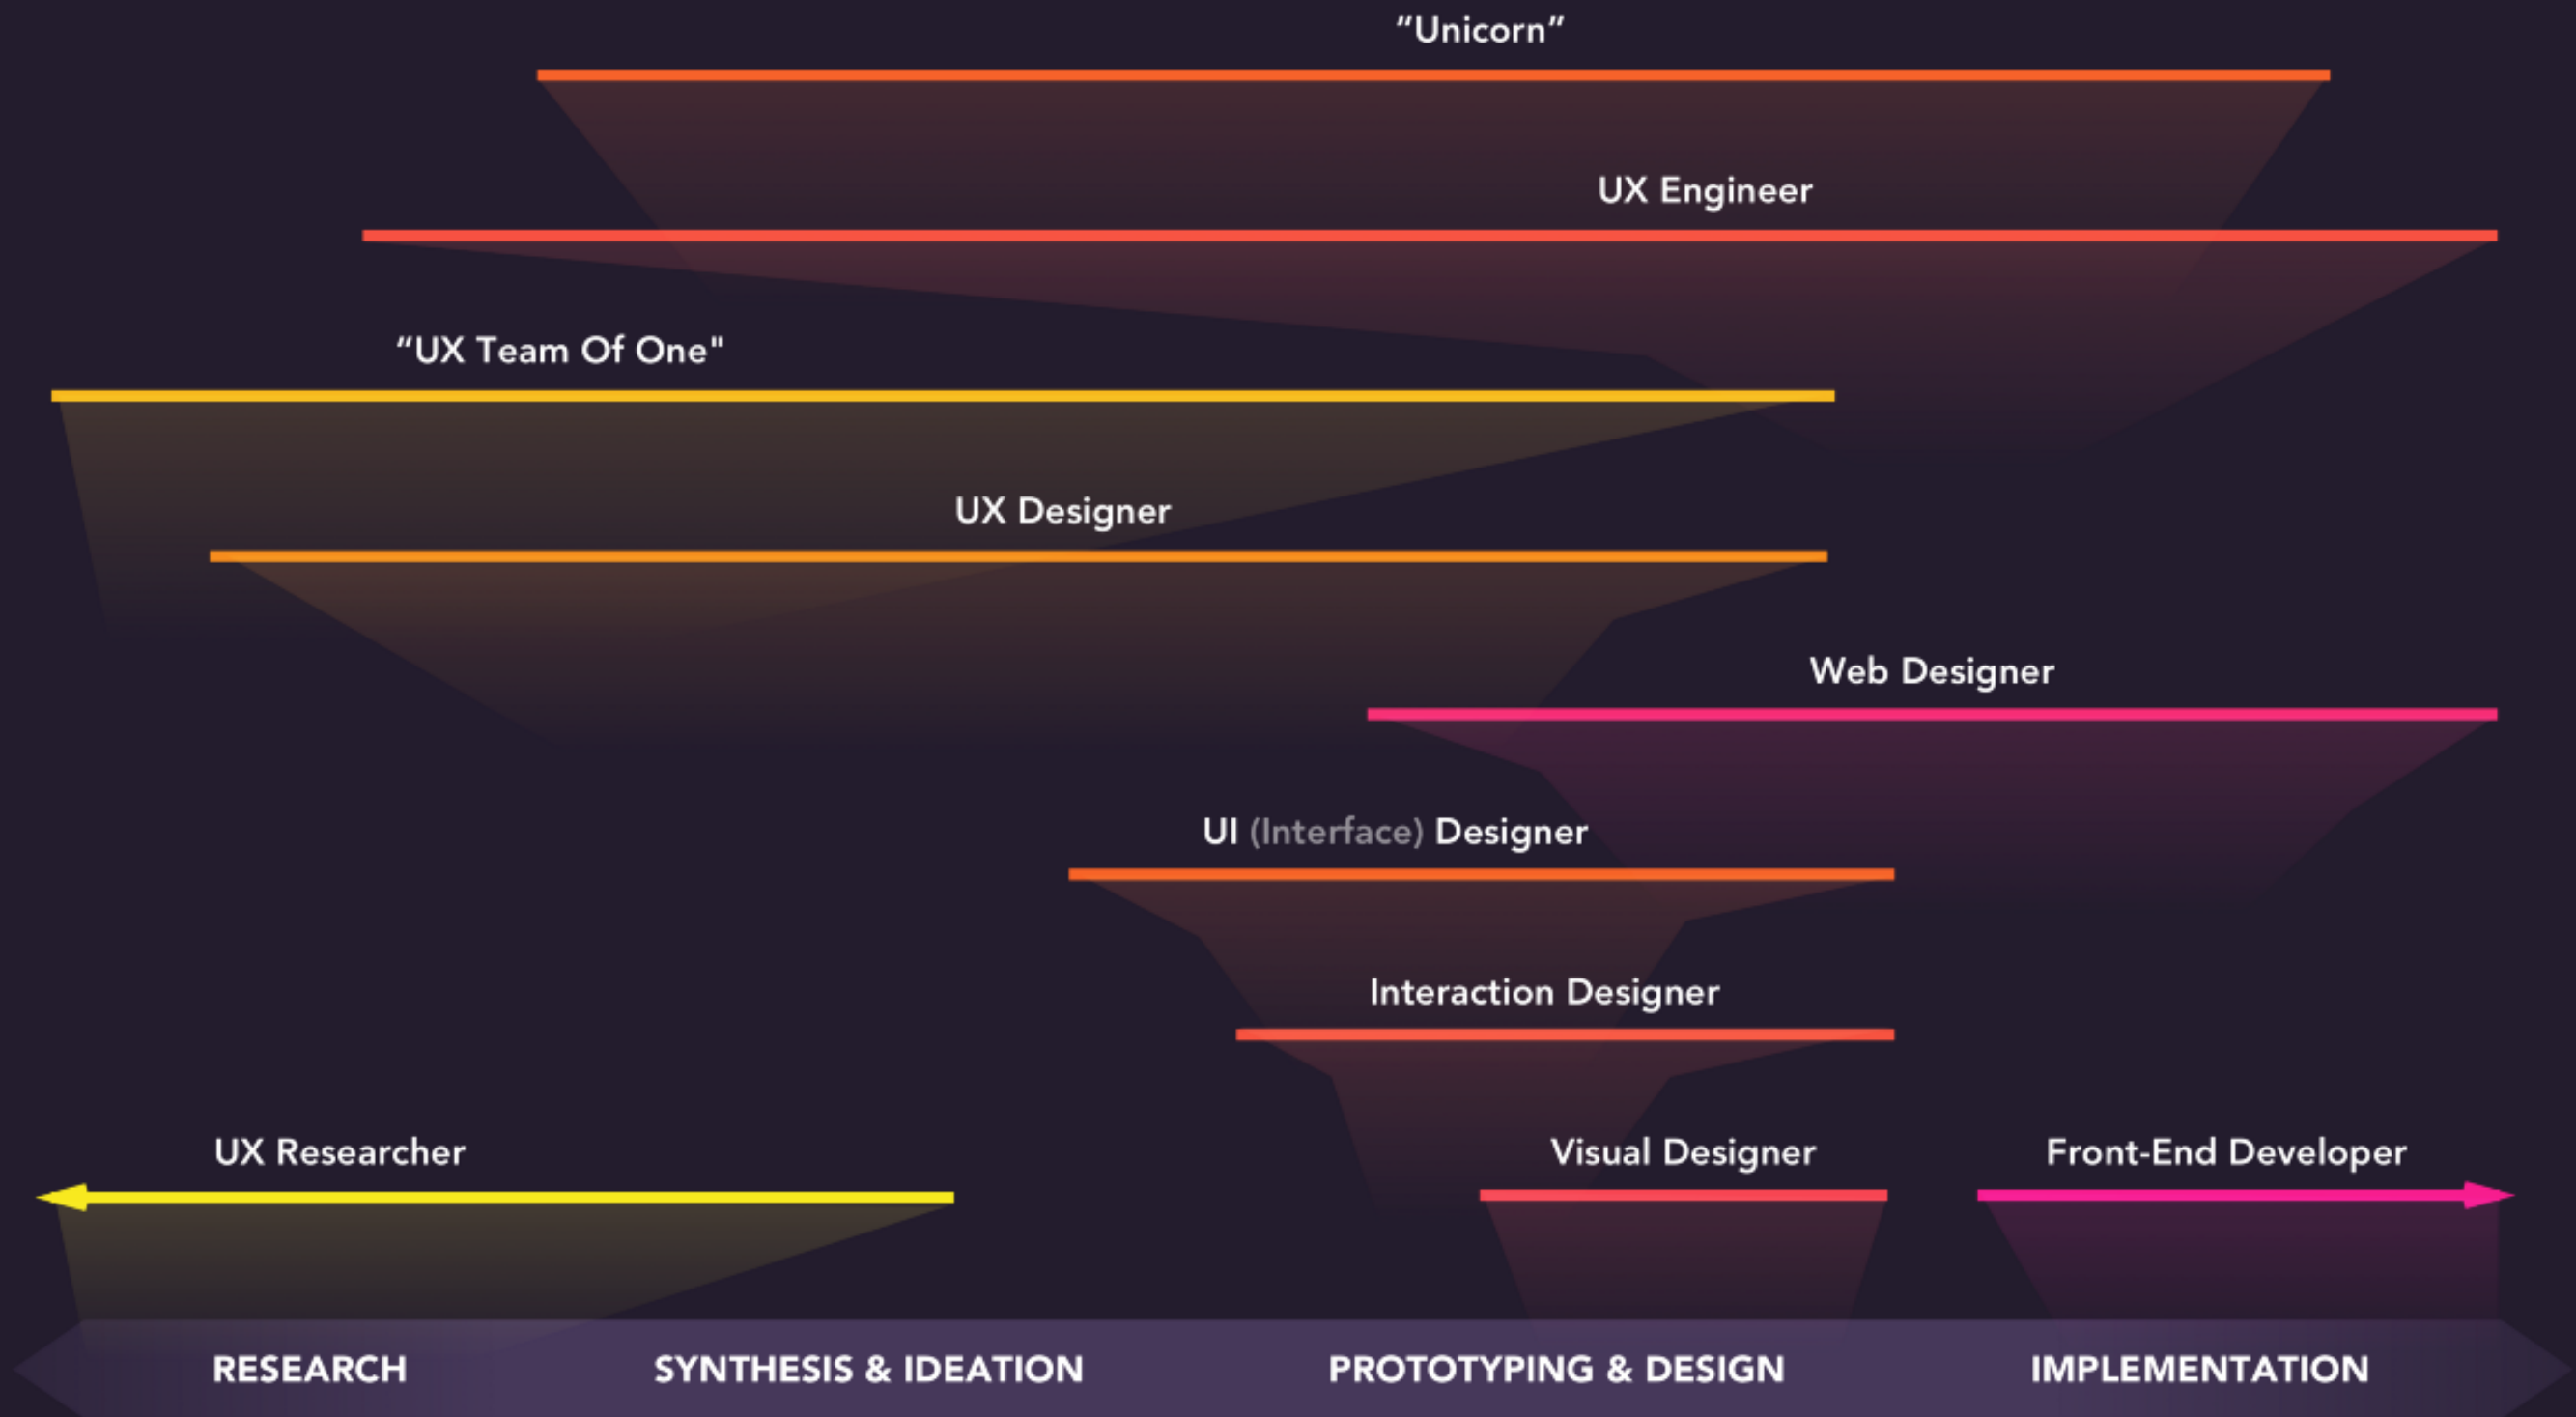 “Unicorn”
UX Engineer
“UX Team Of One"
UX Designer
Web Designer
UI (Interface) Designer
Interaction Designer
UX Researcher
Visual Designer
Front-End Developer
RESEARCH
SYNTHESIS & IDEATION
PROTOTYPING & DESIGN
IMPLEMENTATION